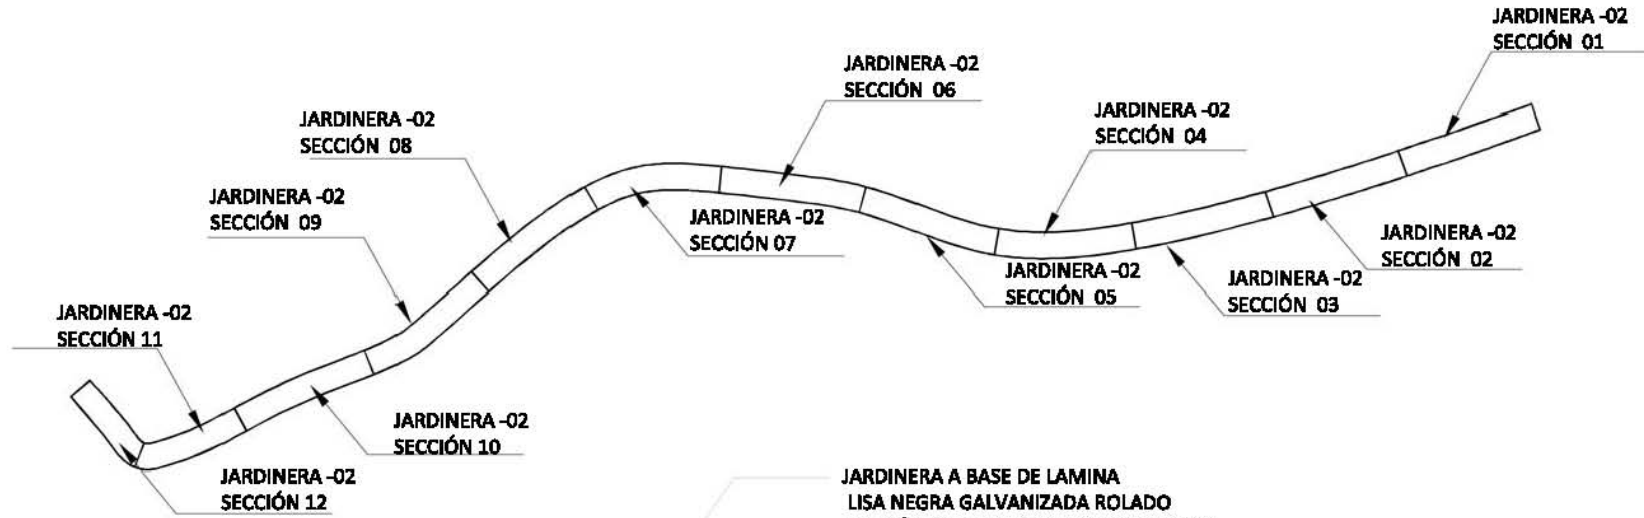 JARDINERA -02
SECCIÓN 01
JARDINERA -02
SECCIÓN 06
JARDINERA -02
SECCIÓN 04
JARDINERA -02
SECCIÓN 08
JARDINERA -02
SECCIÓN 09
JARDINERA -02
SECCIÓN 07
JARDINERA -02
SECCIÓN 02
JARDINERA -02
SECCIÓN 05
JARDINERA -02
SECCIÓN 03
JARDINERA -02
SECCIÓN 11
JARDINERA -02
SECCIÓN 10
JARDINERA -02
SECCIÓN 12
JARDINERA A BASE DE LAMINA
LISA NEGRA GALVANIZADA ROLADO